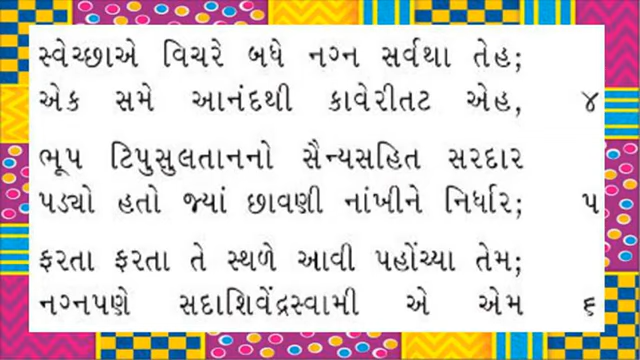 સ્વેચ્છાએ વિચરે બધે નગ્ન સર્વથા તેહ;
એક સમે આનંદથી કાવેરીતટ એહ, ૪
ભૂપ ટિપુસુલતાનનો સૈન્યસહિત સરદાર
પડ્યો હતો જ્યાં છાવણી નાંખીને નિર્ધાર; ૫
ફરતા ફરતા તે સ્થળે આવી પહોંચ્યા તેમ;
નગ્નપણે સદાશિવેંદ્રસ્વામી એ એમ ૬